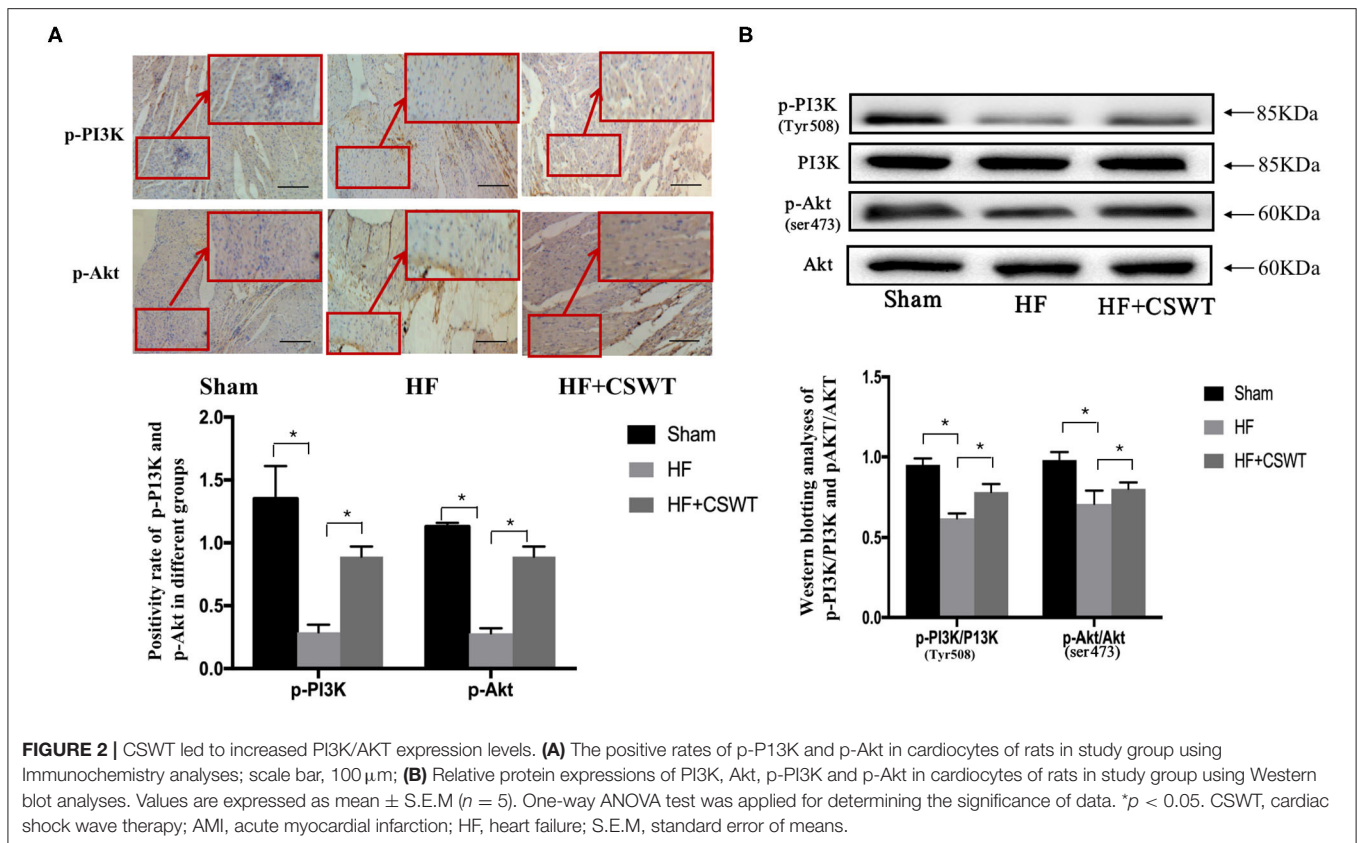 A
p-PI3K
p-Akt
Sham HF HF+CSWT
Positivity rate of p-P13K and
p-Akt in different groups
2.0
1.5
1.0
0.5
0.0
*
*
*
*
p-PI3K p-Akt
Sham
HF
HF+CSWT
B
p-PI3K
(Tyr508)
85KDa
PI3K
85KDa
p-Akt
(ser473)
60KDa
Akt
60KDa
Sham HF HF+CSWT
Western blotting analyses of
p-PI3K/PI3K and pAKT/AKT
1.5
1.0
0.5
0.0
*
*
*
*
p-PI3K/P13K p-Akt/Akt
(Tyr508) (ser473)
Sham
HF
HF+CSWT
FIGURE 2 | CSWT led to increased PI3K/AKT expression levels. (A) The positive rates of p-P13K and p-Akt in cardiocytes of rats in study group using
Immunochemistry analyses; scale bar, 100 μm; (B) Relative protein expressions of PI3K, Akt, p-PI3K and p-Akt in cardiocytes of rats in study group using Western
blot analyses. Values are expressed as mean ± S.E.M (n = 5). One-way ANOVA test was applied for determining the significance of data. *p < 0.05. CSWT, cardiac
shock wave therapy; AMI, acute myocardial infarction; HF, heart failure; S.E.M, standard error of means.